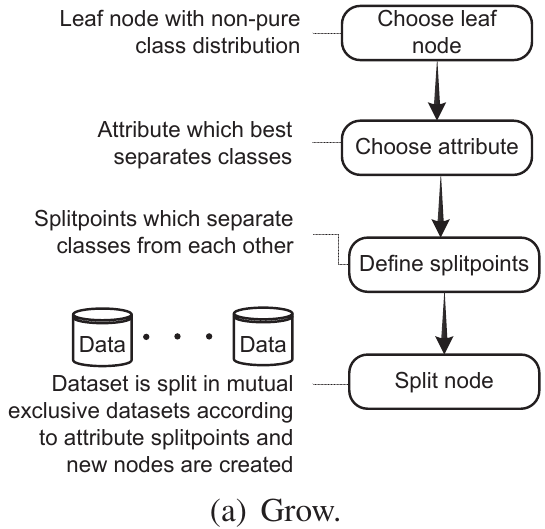 Leaf node with non-pure
class distribution
Choose leaf
node
Attribute which best
separates classes
Choose attribute
Splitpoints which separate
classes from each other
Define splitpoints
Data
Data
Dataset is split in mutual
exclusive datasets according
to attribute splitpoints and
new nodes are created
Split node
(a) Grow.